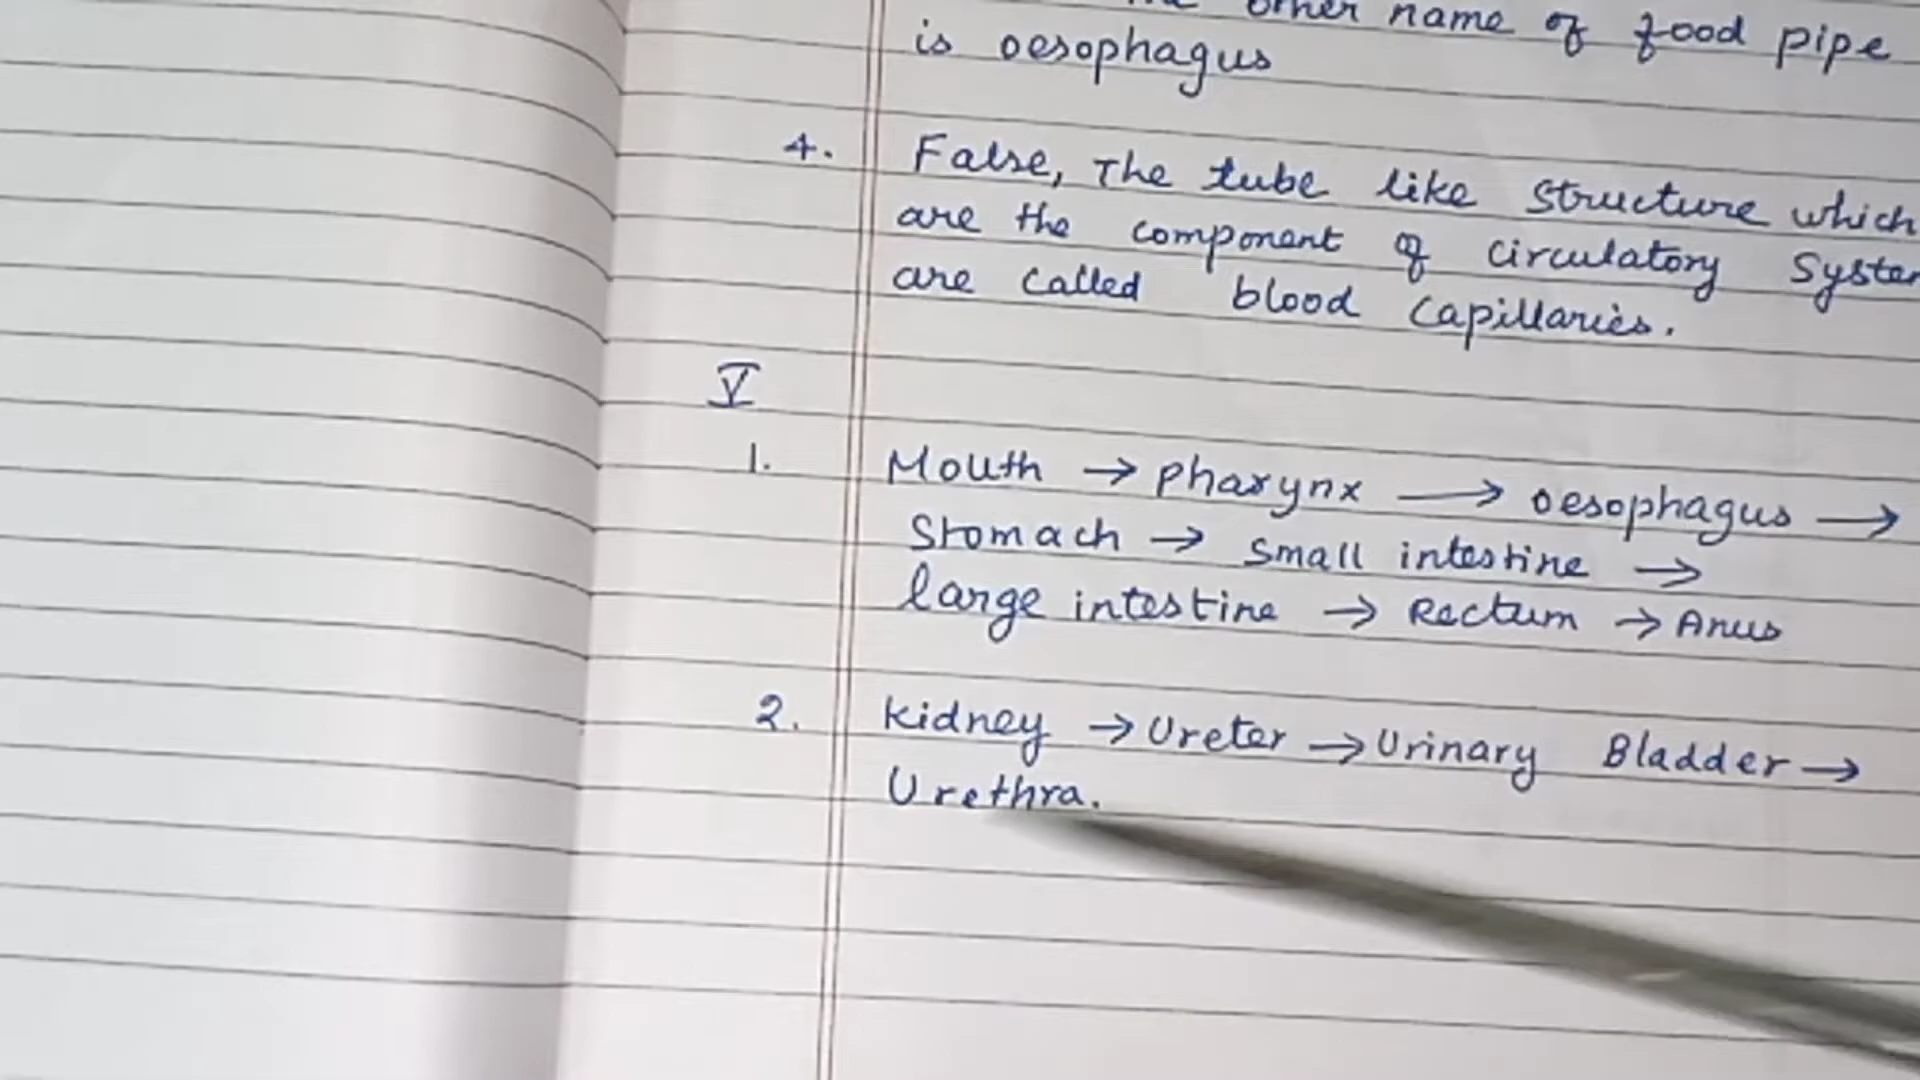 other name of food pipe
is oesophagus
4. False, The tube like Structure which
are the component of Circulatory
are called blood Capillaries.
V
1. Mouth → pharynx → oesophagus →
Stomach → small intestine →
large intestine → Rectum → Anus
2. Kidney → Ureter → Urinary Bladder →
Urethra.